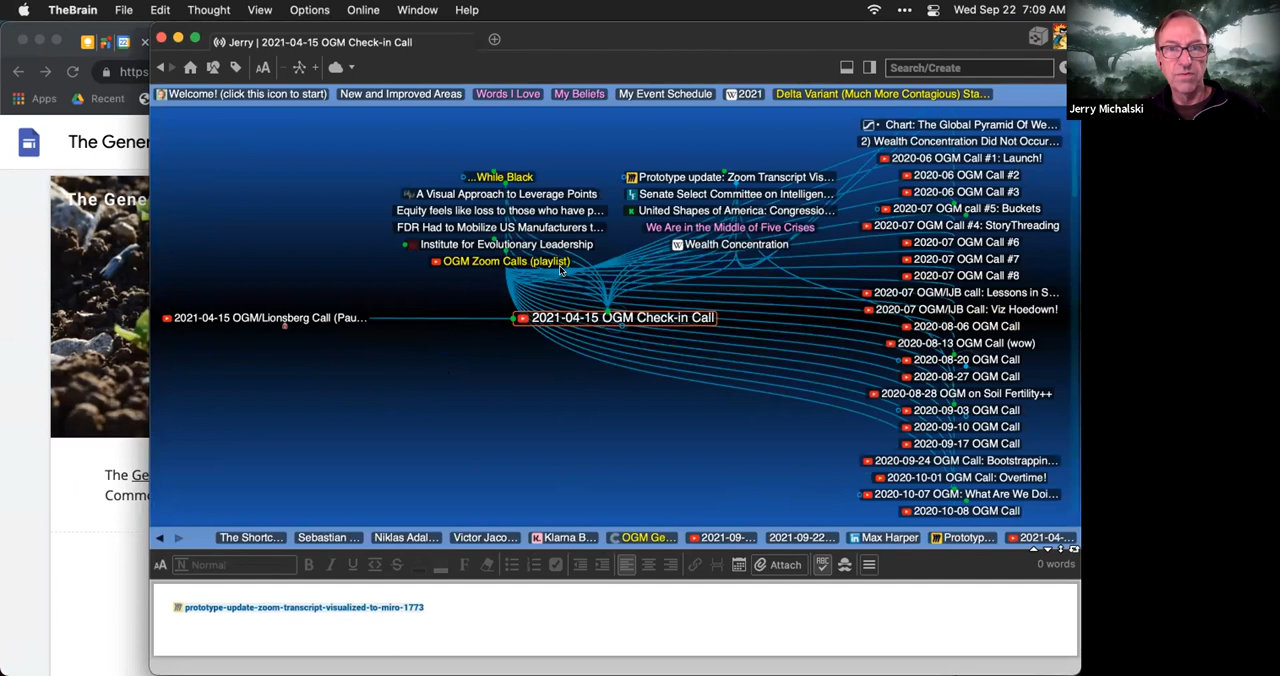 TheBrain File Edit Thought View Options Online Window Help Wed Sep 22 7:09 AM
Jerry | 2021-04-15 OGM Check-in Call
https
AA Search/Create
Apps Recent
Welcome! (click this icon to start) New and Improved Areas Words I Love My Beliefs My Event Schedule 2021 Delta Variant (Much More Contagious) Sta...
Jerry Michalski
The Gener
The Gene
The Ge
Comme
...While Black
A Visual Approach to Leverage Points
Equity feels like loss to those who have p...
FDR Had to Mobilize US Manufacturers t...
Institute for Evolutionary Leadership
OGM Zoom Calls (playlist)
Prototype update: Zoom Transcript Vis...
Senate Select Committee on Intelligen...
United Shapes of America: Congressio...
We Are in the Middle of Five Crises
Wealth Concentration
2021-04-15 OGM/Lionsberg Call (Pau...
2021-04-15 OGM Check-in Call
Chart: The Global Pyramid Of We...
2) Wealth Concentration Did Not Occur...
2020-06 OGM Call #1: Launch!
2020-06 OGM Call #2
2020-06 OGM Call #3
2020-07 OGM call #5: Buckets
2020-07 OGM Call #4: StoryThreading
2020-07 OGM Call #6
2020-07 OGM Call #7
2020-07 OGM Call #8
2020-07 OGM/IJB call: Lessons in S...
2020-07 OGM/IJB Call: Viz Hoedown!
2020-08-06 OGM Call
2020-08-13 OGM Call (wow)
2020-08-20 OGM Call
2020-08-27 OGM Call
2020-08-28 OGM on Soil Fertility++
2020-09-03 OGM Call
2020-09-10 OGM Call
2020-09-17 OGM Call
2020-09-24 OGM Call: Bootstrappin...
2020-10-01 OGM Call: Overtime!
2020-10-07 OGM: What Are We Doi...
2020-10-08 OGM Call
The Shortc... Sebastian ... Niklas Adal... Victor Jaco... Klarna B... OGM Ge... 2021-09-... 2021-09-22... Max Harper Prototyp... 2021-04-...
AA N Normal B I U S F Attach ABC 0 words
prototype-update-zoom-transcript-visualized-to-miro-1773